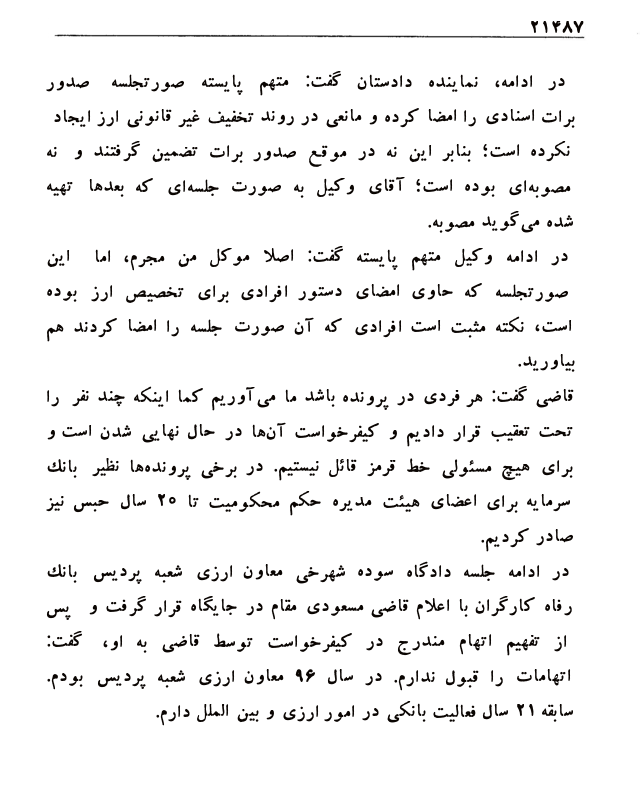 ۲۱۴۸۷
در ادامه، نماینده دادستان گفت: متهم پایسته صورتجلسه صدور
برات اسنادی را امضا کرده و مانعی در روند تخفیف غیر قانونی ارز ایجاد
نکرده است؛ بنابر این نه در موقع صدور برات تضمین گرفتند و نه
مصوبه‌ای بوده است؛ آقای وکیل به صورت جلسه‌ای که بعدها تهیه
شده می‌گوید مصوبه.
در ادامه وکیل متهم پایسته گفت: اصلا موکل من مجرم، اما این
صورتجلسه که حاوی امضای دستور افرادی برای تخصیص ارز بوده
است، نکته مثبت است افرادی که آن صورت جلسه را امضا کردند هم
بیاورید.
قاضی گفت: هر فردی در پرونده باشد ما می‌آوریم کما اینکه چند نفر را
تحت تعقیب قرار دادیم و کیفرخواست آن‌ها در حال نهایی شدن است و
برای هیچ مسئولی خط قرمز قائل نیستیم. در برخی پرونده‌ها نظیر بانك
سرمایه برای اعضای هیئت مدیره حکم محکومیت تا ۲۵ سال حبس نیز
صادر کردیم.
در ادامه جلسه دادگاه سوده شهرخی معاون ارزی شعبه پردیس بانك
رفاه کارگران با اعلام قاضی مسعودی مقام در جایگاه قرار گرفت و پس
از تفهیم اتهام مندرج در کیفرخواست توسط قاضی به او، گفت:
اتهامات را قبول ندارم. در سال ۹۶ معاون ارزی شعبه پردیس بودم.
سابقه ۲۱ سال فعالیت بانکی در امور ارزی و بین الملل دارم.